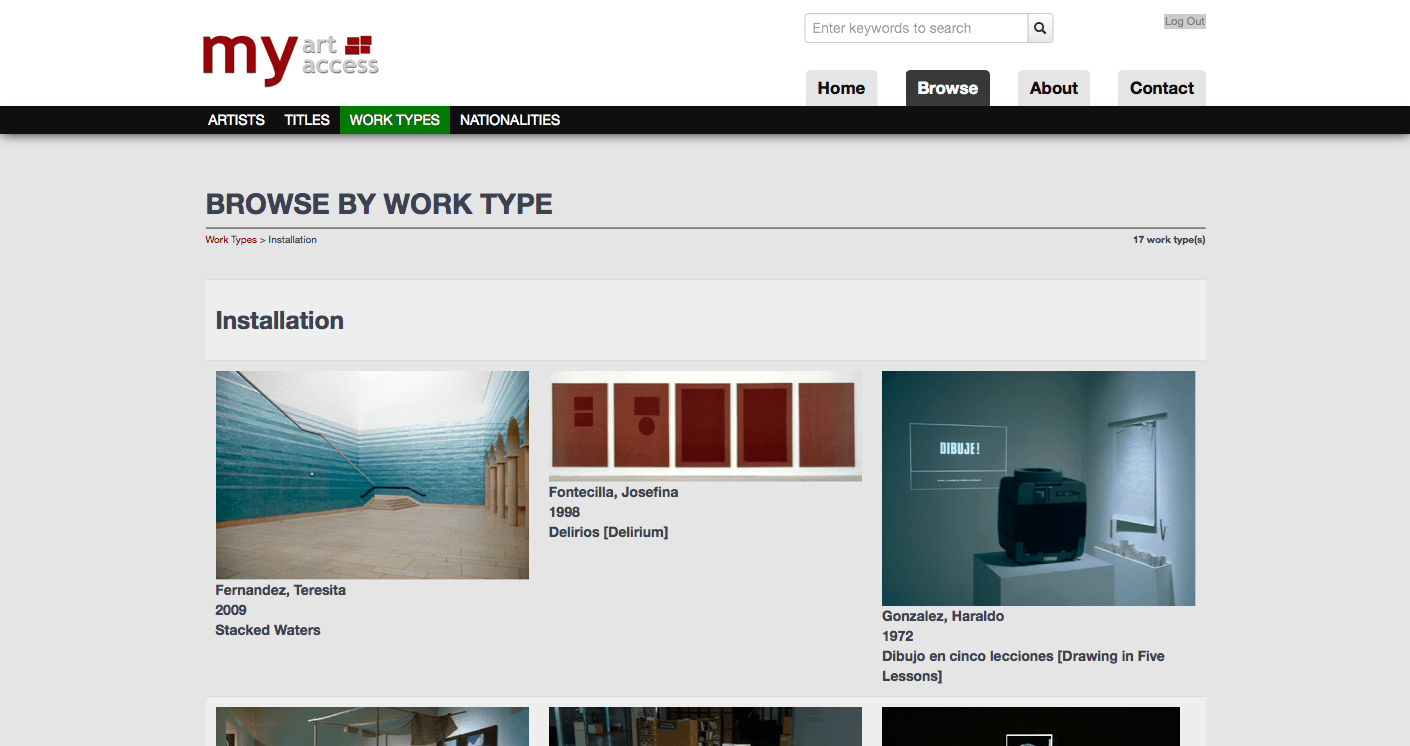 my art access
Enter keywords to search
Log Out
Home
Browse
About
Contact
ARTISTS
TITLES
WORK TYPES
NATIONALITIES
BROWSE BY WORK TYPE
Work Types > Installation
17 work type(s)
Installation
Fernandez, Teresita
2009
Stacked Waters
Fontecilla, Josefina
1998
Delirios [Delirium]
DIBUJE!
Gonzalez, Haraldo
1972
Dibujo en cinco lecciones [Drawing in Five
Lessons]